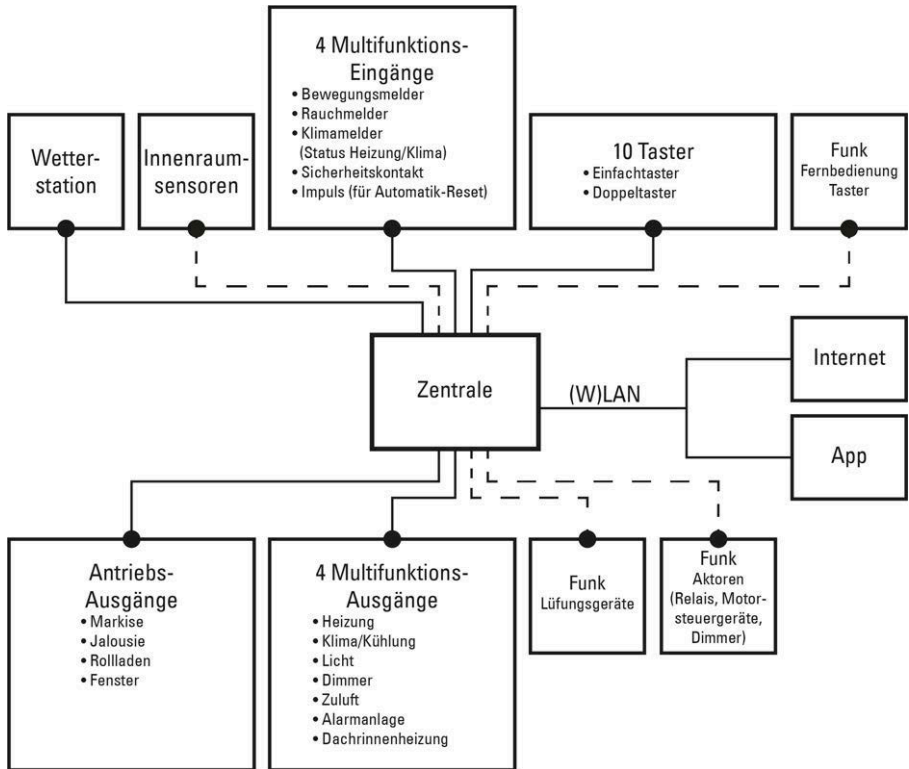 4 Multifunktions-
Eingänge
• Bewegungsmelder
• Rauchmelder
• Klimamelder
(Status Heizung/Klima)
• Sicherheitskontakt
• Impuls (für Automatik-Reset)
Wetter-
station
Innenraum-
sensoren
10 Taster
• Einfachtaster
• Doppeltaster
Funk
Fernbedienung
Taster
Zentrale
(W)LAN
Internet
App
Antriebs-
Ausgänge
• Markise
• Jalousie
• Rollladen
• Fenster
4 Multifunktions-
Ausgänge
• Heizung
• Klima/Kühlung
• Licht
• Dimmer
• Zuluft
• Alarmanlage
• Dachrinnenheizung
Funk
Lüfungsgeräte
Funk
Aktoren
(Relais, Motor-
steuergeräte,
Dimmer)